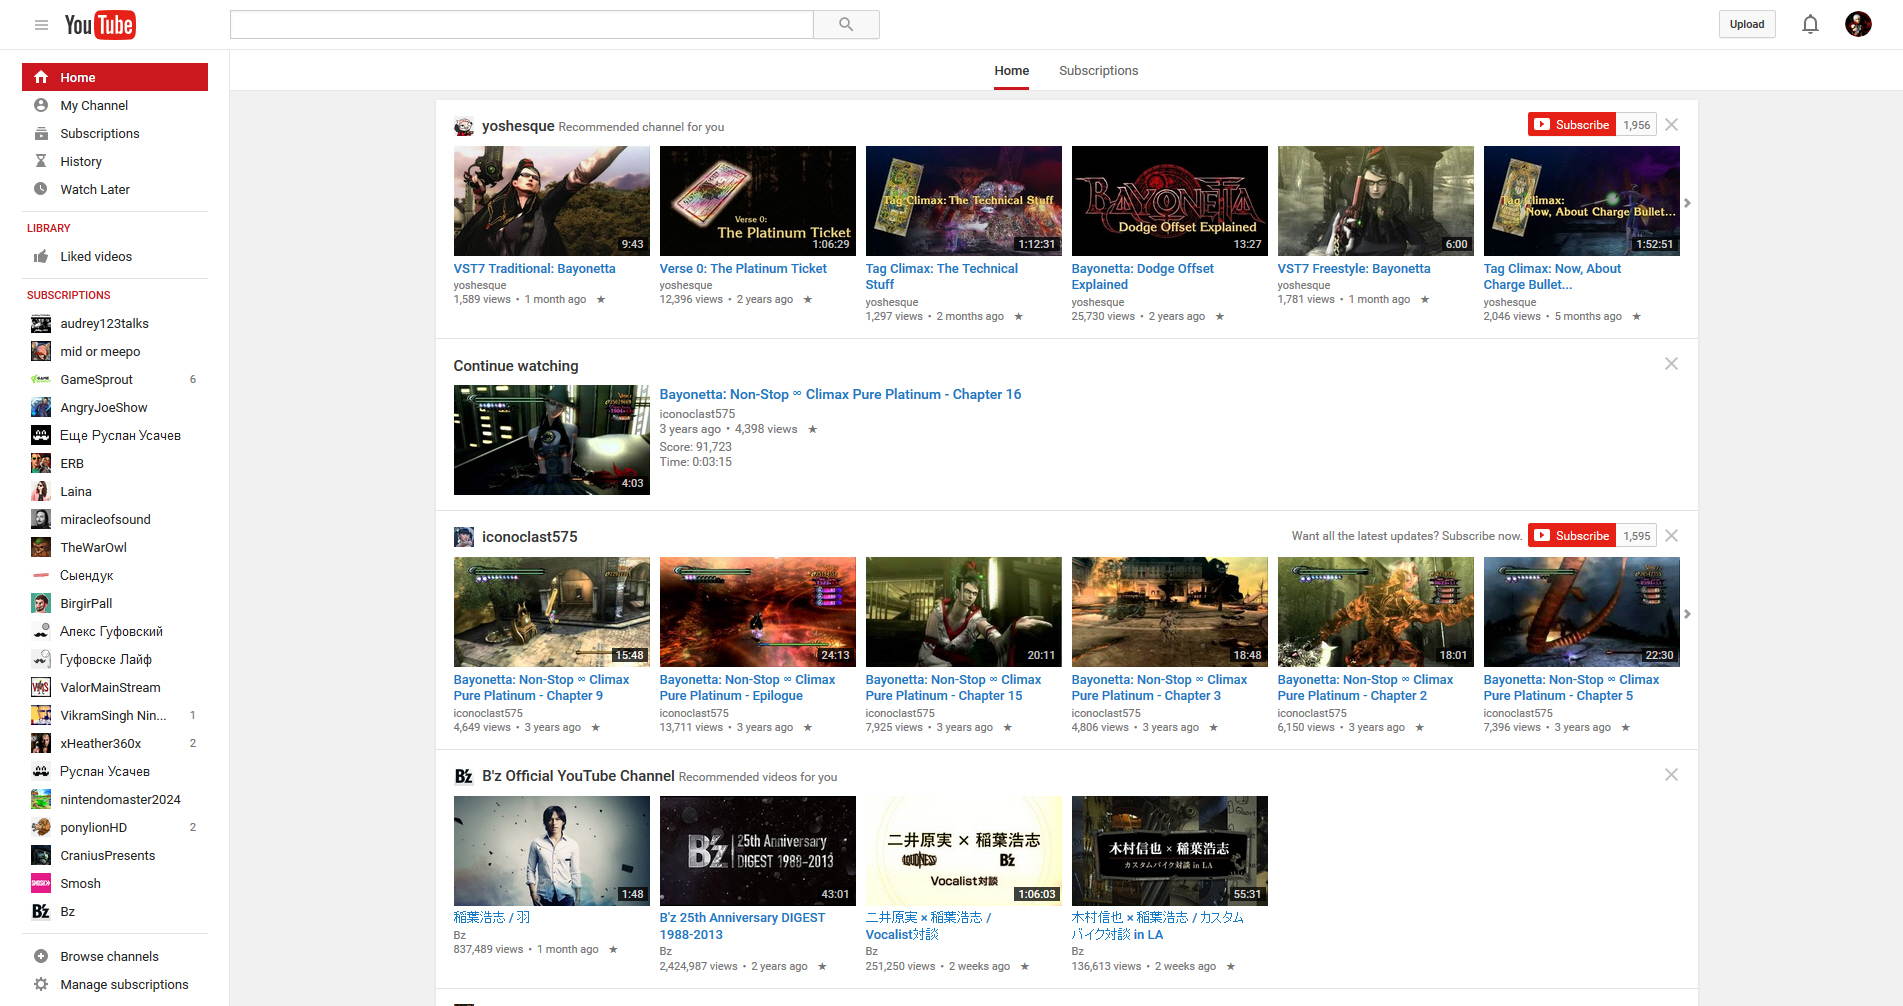 YouTube
Upload
Home
My Channel
Subscriptions
History
Watch Later
LIBRARY
Liked videos
SUBSCRIPTIONS
audrey123talks
mid or meepo
GameSprout 6
AngryJoeShow
Еще Руслан Усачев
ERB
Laina
miracleofsound
TheWarOwl
Сыендук
BirgirPall
Алекс Гуфовский
Гуфовске Лайф
ValorMainStream
VikramSingh Nin... 1
xHeather360x 2
Руслан Усачев
nintendomaster2024
ponylionHD 2
CraniusPresents
SMOSH Smosh
B'z Bz
Browse channels
Manage subscriptions
Home Subscriptions
yoshesque Recommended channel for you
Subscribe 1,956
9:43
VST7 Traditional: Bayonetta
yoshesque
1,589 views • 1 month ago
Verse 0:
The Platinum Ticket
1:06:29
Verse 0: The Platinum Ticket
yoshesque
12,396 views • 2 years ago
Tag Climax: The Technical Stuff
1:12:31
Tag Climax: The Technical
Stuff
yoshesque
1,297 views • 2 months ago
BAYONETTA
Dodge Offset Explained
13:27
Bayonetta: Dodge Offset
Explained
yoshesque
25,730 views • 2 years ago
6:00
VST7 Freestyle: Bayonetta
yoshesque
1,781 views • 1 month ago
Tag Climax:
Now, About Charge Bullet...
1:52:51
Tag Climax: Now, About
Charge Bullet...
yoshesque
2,046 views • 5 months ago
Continue watching
4:03
Bayonetta: Non-Stop ∞ Climax Pure Platinum - Chapter 16
iconoclast575
3 years ago • 4,398 views
Score: 91,723
Time: 0:03:15
iconoclast575
Want all the latest updates? Subscribe now.
Subscribe 1,595
15:48
Bayonetta: Non-Stop ∞ Climax
Pure Platinum - Chapter 9
iconoclast575
4,649 views • 3 years ago
24:13
Bayonetta: Non-Stop ∞ Climax
Pure Platinum - Epilogue
iconoclast575
13,711 views • 3 years ago
20:11
Bayonetta: Non-Stop ∞ Climax
Pure Platinum - Chapter 15
iconoclast575
7,925 views • 3 years ago
18:48
Bayonetta: Non-Stop ∞ Climax
Pure Platinum - Chapter 3
iconoclast575
4,806 views • 3 years ago
18:01
Bayonetta: Non-Stop ∞ Climax
Pure Platinum - Chapter 2
iconoclast575
6,150 views • 3 years ago
22:30
Bayonetta: Non-Stop ∞ Climax
Pure Platinum - Chapter 5
iconoclast575
7,396 views • 3 years ago
B'z B'z Official YouTube Channel Recommended videos for you
1:48
稲葉浩志 / 羽
Bz
837,489 views • 1 month ago
B'z 25th Anniversary
DIGEST 1988-2013
43:01
B'z 25th Anniversary DIGEST
1988-2013
Bz
2,424,987 views • 2 years ago
二井原実 × 稲葉浩志
LOUDNESS B'z
Vocalist対談
1:06:03
二井原実 × 稲葉浩志 /
Vocalist対談
Bz
251,250 views • 2 weeks ago
木村信也 × 稲葉浩志
カスタムバイク対談 in LA
55:31
木村信也 × 稲葉浩志 / カスタム
バイク対談 in LA
Bz
136,613 views • 2 weeks ago